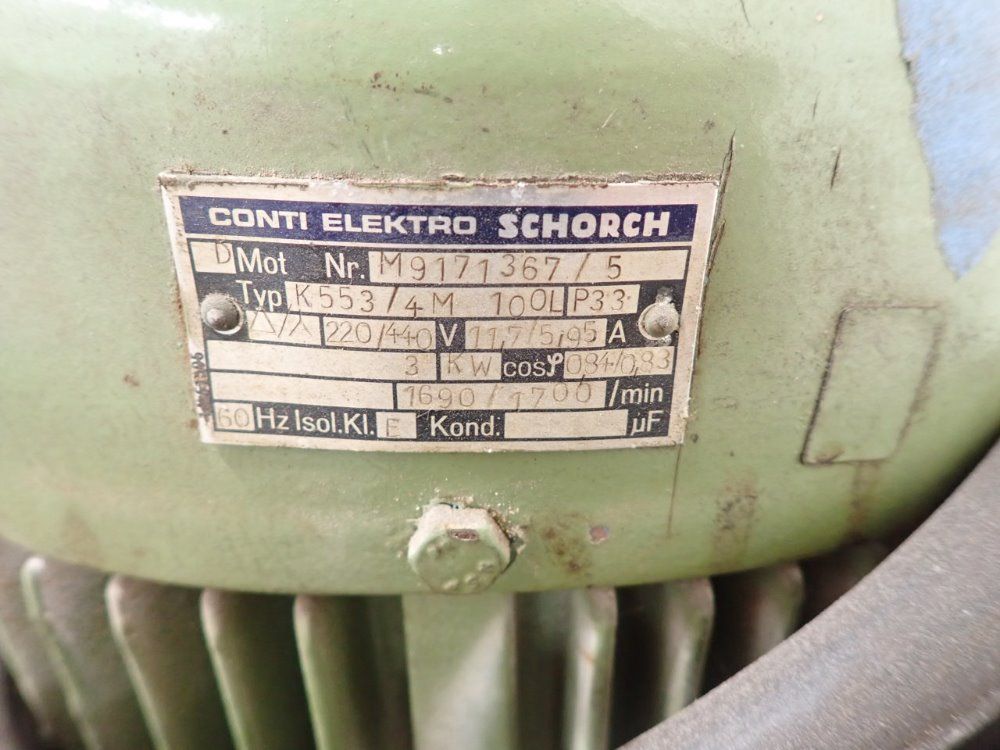 CONTI ELEKTRO SCHORCH
D Mot Nr. M9171367/5
Typ K553/4M 100L P33
△/人 220/440 V 11,7/5,95 A
3 KW cosφ 0,84/0,83
1690/1700 /min
60 Hz Isol.Kl. E Kond. µF